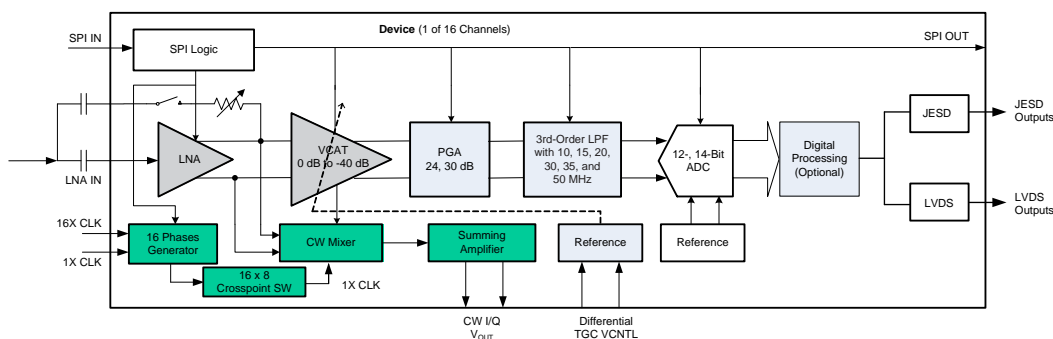 Device (1 of 16 Channels)
SPI IN
SPI Logic
SPI OUT
LNA
LNA IN
VCAT
0 dB to -40 dB
PGA
24, 30 dB
3rd-Order LPF
with 10, 15, 20,
30, 35, and
50 MHz
12-, 14-Bit
ADC
Digital
Processing
(Optional)
JESD
JESD
Outputs
LVDS
LVDS
Outputs
16X CLK
1X CLK
16 Phases
Generator
CW Mixer
Summing
Amplifier
Reference
Reference
16 x 8
Crosspoint SW
1X CLK
CW I/Q
VOUT
Differential
TGC VCNTL